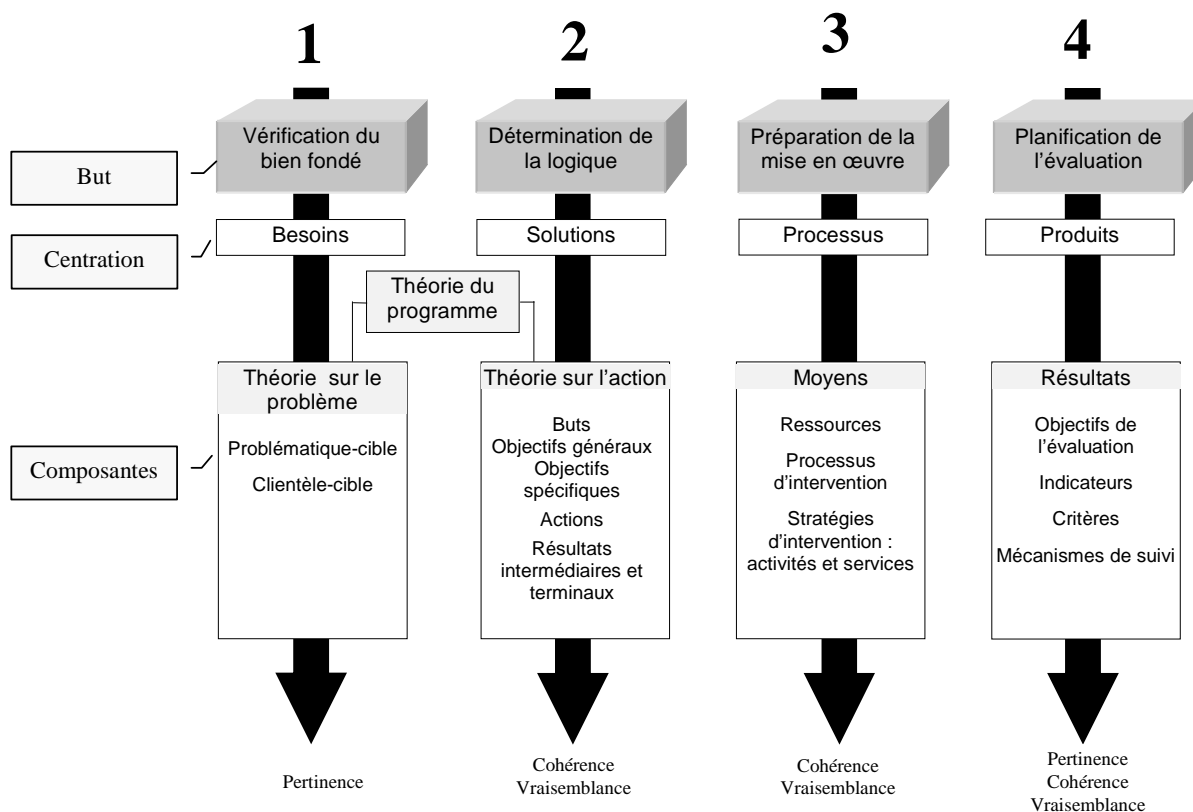 1
2
3
4
But
Vérification du
bien fondé
Détermination de
la logique
Préparation de la
mise en œuvre
Planification de
l'évaluation
Centration
Besoins
Solutions
Processus
Produits
Théorie du
programme
Composantes
Théorie sur le
problème
Problématique-cible
Clientèle-cible
Théorie sur l'action
Buts
Objectifs généraux
Objectifs
spécifiques
Actions
Résultats
intermédiaires et
terminaux
Moyens
Ressources
Processus
d'intervention
Stratégies
d'intervention :
activités et services
Résultats
Objectifs de
l'évaluation
Indicateurs
Critères
Mécanismes de suivi
Pertinence
Cohérence
Vraisemblance
Cohérence
Vraisemblance
Pertinence
Cohérence
Vraisemblance